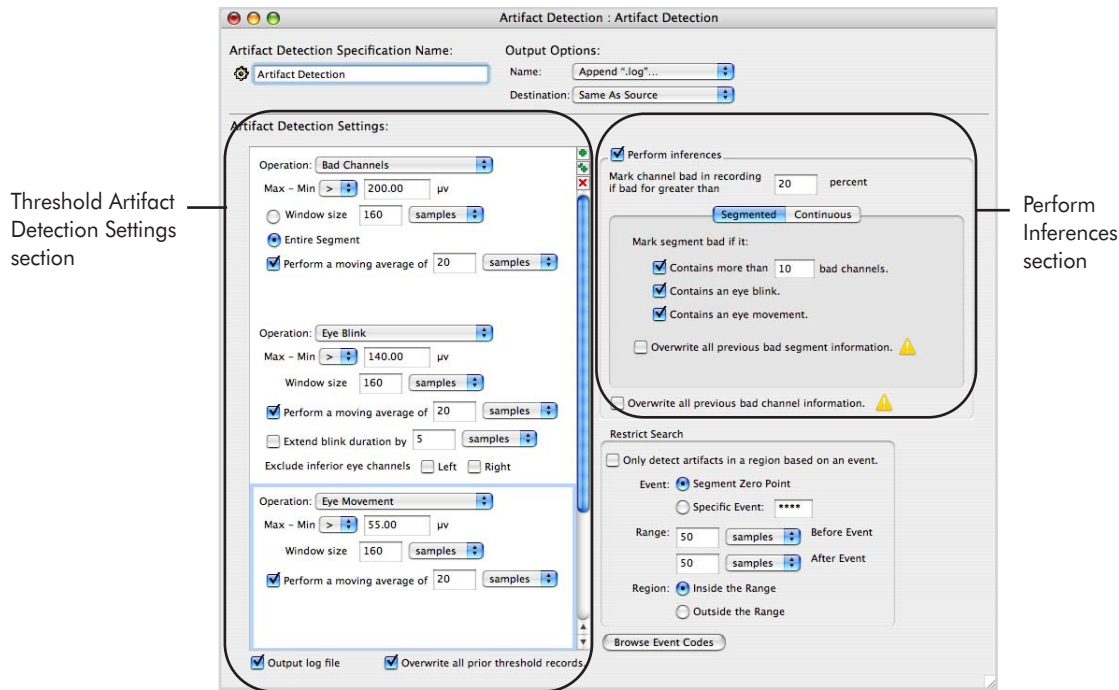 Artifact Detection : Artifact Detection
Artifact Detection Specification Name:
Artifact Detection
Output Options:
Name: Append ".log"...
Destination: Same As Source
Artifact Detection Settings:
Threshold Artifact
Detection Settings
section
Operation: Bad Channels
Max – Min > 200.00 μv
Window size 160 samples
Entire Segment
Perform a moving average of 20 samples
Operation: Eye Blink
Max – Min > 140.00 μv
Window size 160 samples
Perform a moving average of 20 samples
Extend blink duration by 5 samples
Exclude inferior eye channels Left Right
Operation: Eye Movement
Max – Min > 55.00 μv
Window size 160 samples
Perform a moving average of 20 samples
Output log file Overwrite all prior threshold records.
Perform inferences
Mark channel bad in recording
if bad for greater than 20 percent
Segmented Continuous
Mark segment bad if it:
Contains more than 10 bad channels.
Contains an eye blink.
Contains an eye movement.
Overwrite all previous bad segment information.
Overwrite all previous bad channel information.
Perform
Inferences
section
Restrict Search
Only detect artifacts in a region based on an event.
Event: Segment Zero Point
Specific Event: ****
Range: 50 samples Before Event
50 samples After Event
Region: Inside the Range
Outside the Range
Browse Event Codes